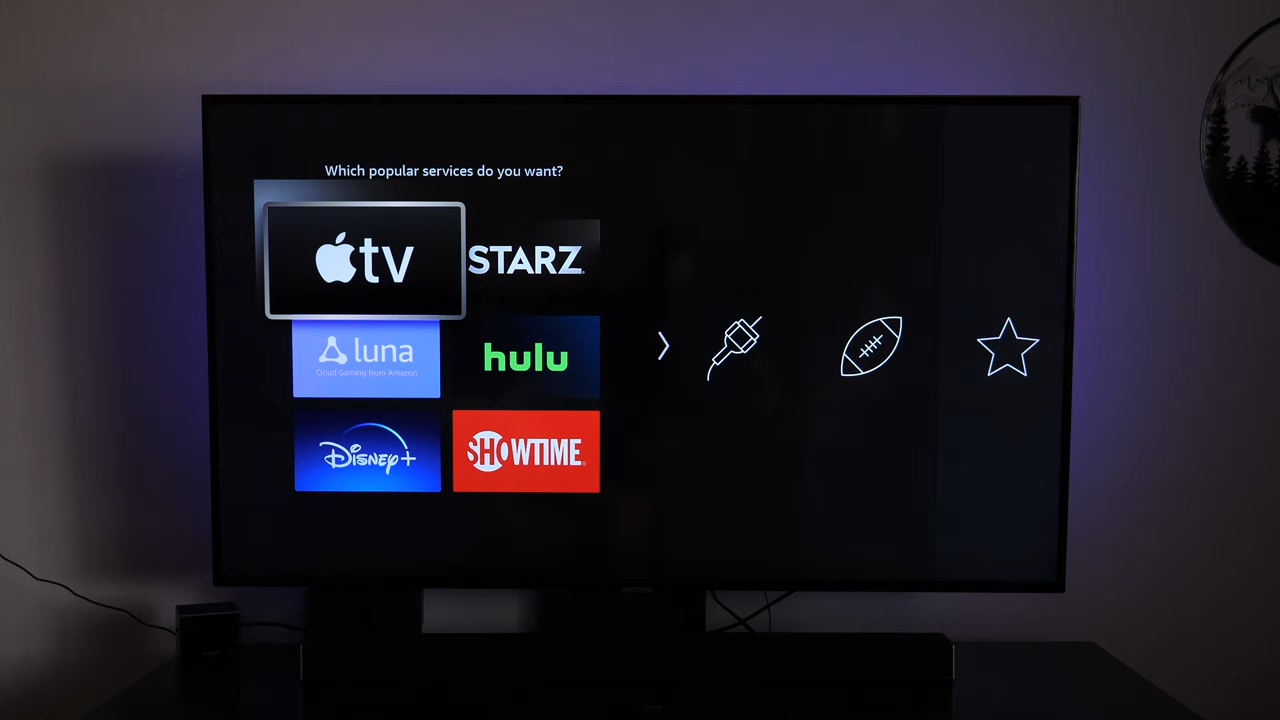 Which popular services do you want?
tv
STARZ
luna
Cloud Gaming from Amazon
hulu
Disney+
SHOWTIME